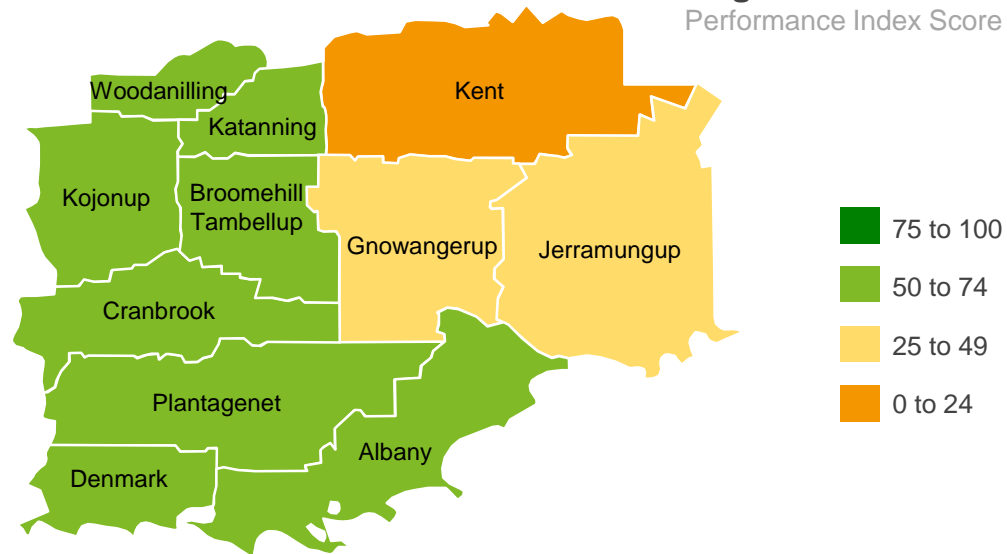 Performance Index Score
Woodanilling
Kent
Katanning
Kojonup
Broomehill
Tambellup
Gnowangerup
Jerramungup
Cranbrook
Plantagenet
Albany
Denmark
75 to 100
50 to 74
25 to 49
0 to 24